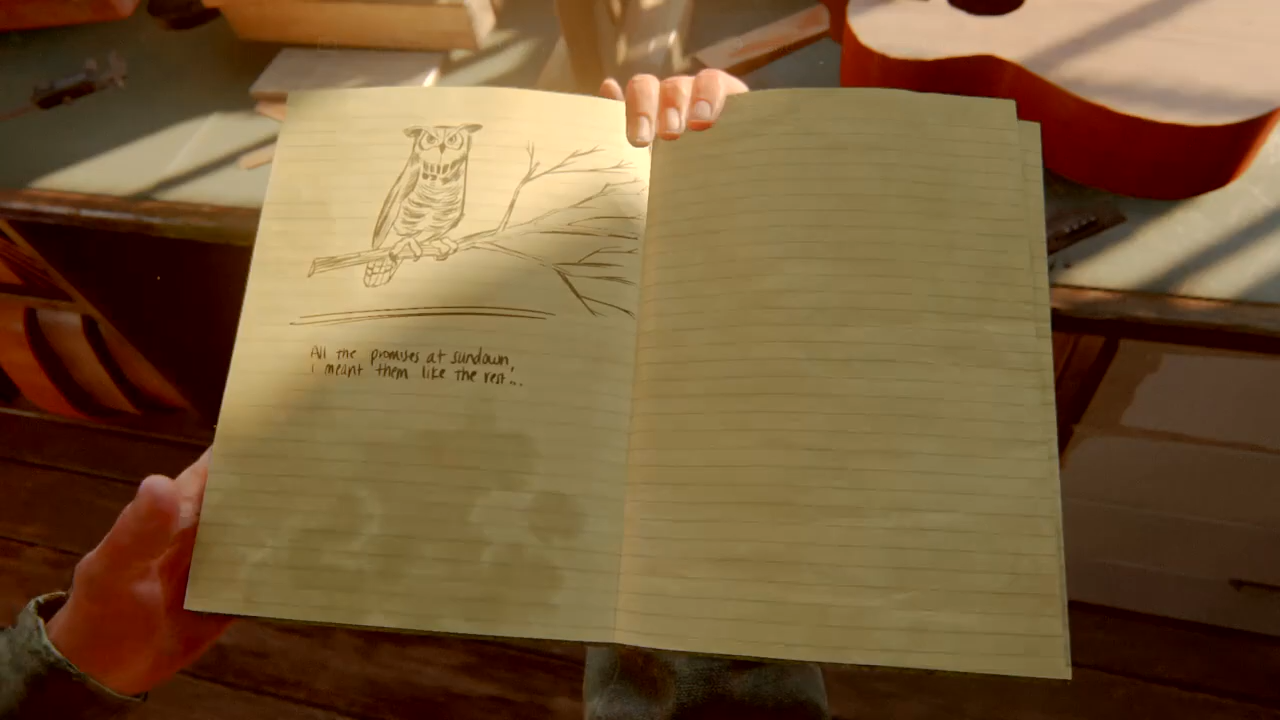 All the promises at sundown,
i meant them like the rest...